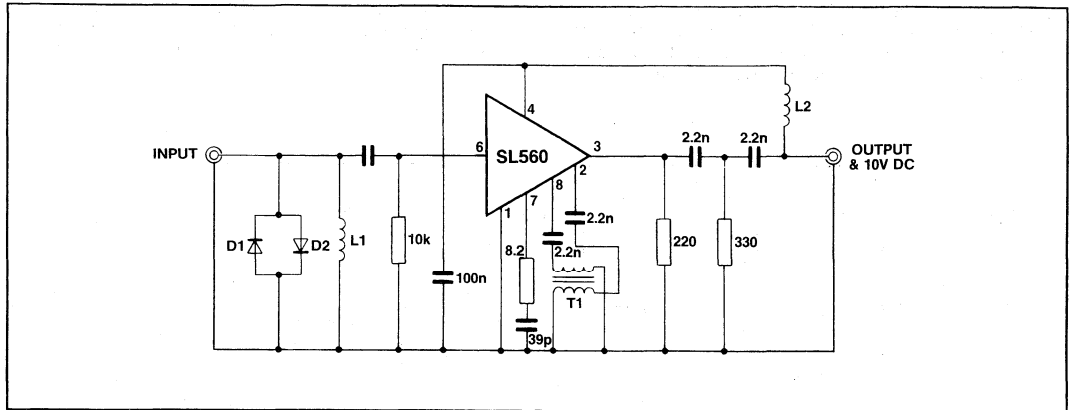 4
L2
2.2n
2.2n
INPUT
6
SL560
3
OUTPUT
& 10V DC
2
8
7
1
2.2n
D1
D2
L1
10k
8.2
2.2n
220
330
100n
T1
39p